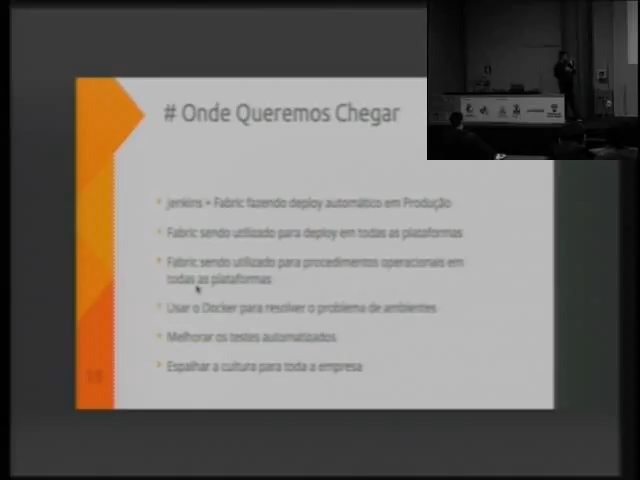 # Onde Queremos Chegar
Jenkins + Fabric fazendo deploy automático em Produção
Fabric sendo utilizado para deploy em todas as plataformas
Fabric sendo utilizado para procedimentos operacionais em
todas as plataformas
Usar o Docker para resolver o problema de ambientes
Melhorar os testes automatizados
Espalhar a cultura para toda a empresa